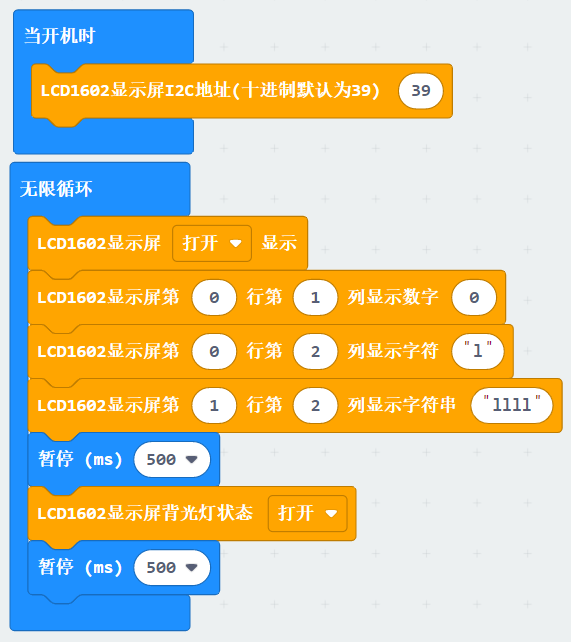 当开机时
LCD1602显示屏I2C地址(十进制默认为39) 39
无限循环
LCD1602显示屏 打开 显示
LCD1602显示屏第 0 行第 1 列显示数字 0
LCD1602显示屏第 0 行第 2 列显示字符 "l"
LCD1602显示屏第 1 行第 2 列显示字符串 "llll"
暂停 (ms) 500
LCD1602显示屏背光灯状态 打开
暂停 (ms) 500